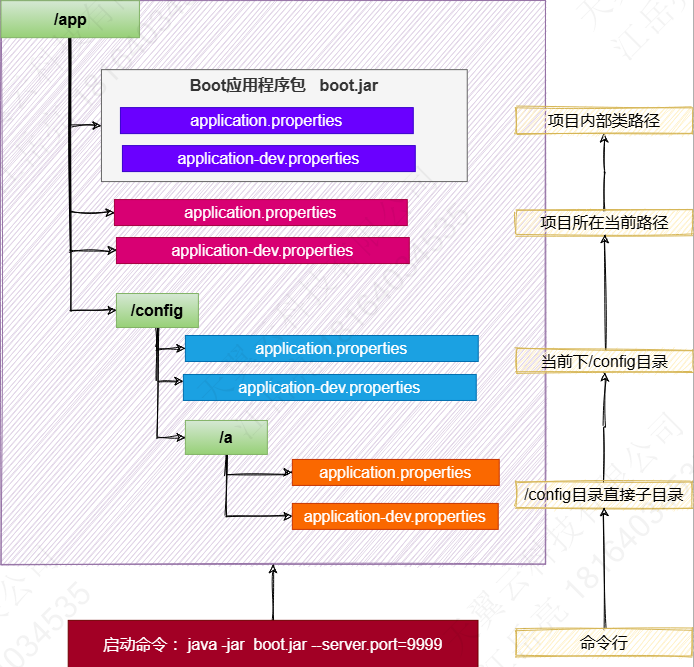 /app
Boot应用程序包 boot.jar
application.properties
application-dev.properties
application.properties
application-dev.properties
/config
application.properties
application-dev.properties
/a
application.properties
application-dev.properties
启动命令： java -jar boot.jar --server.port=9999
项目内部类路径
项目所在当前路径
当前下/config目录
/config目录直接子目录
命令行